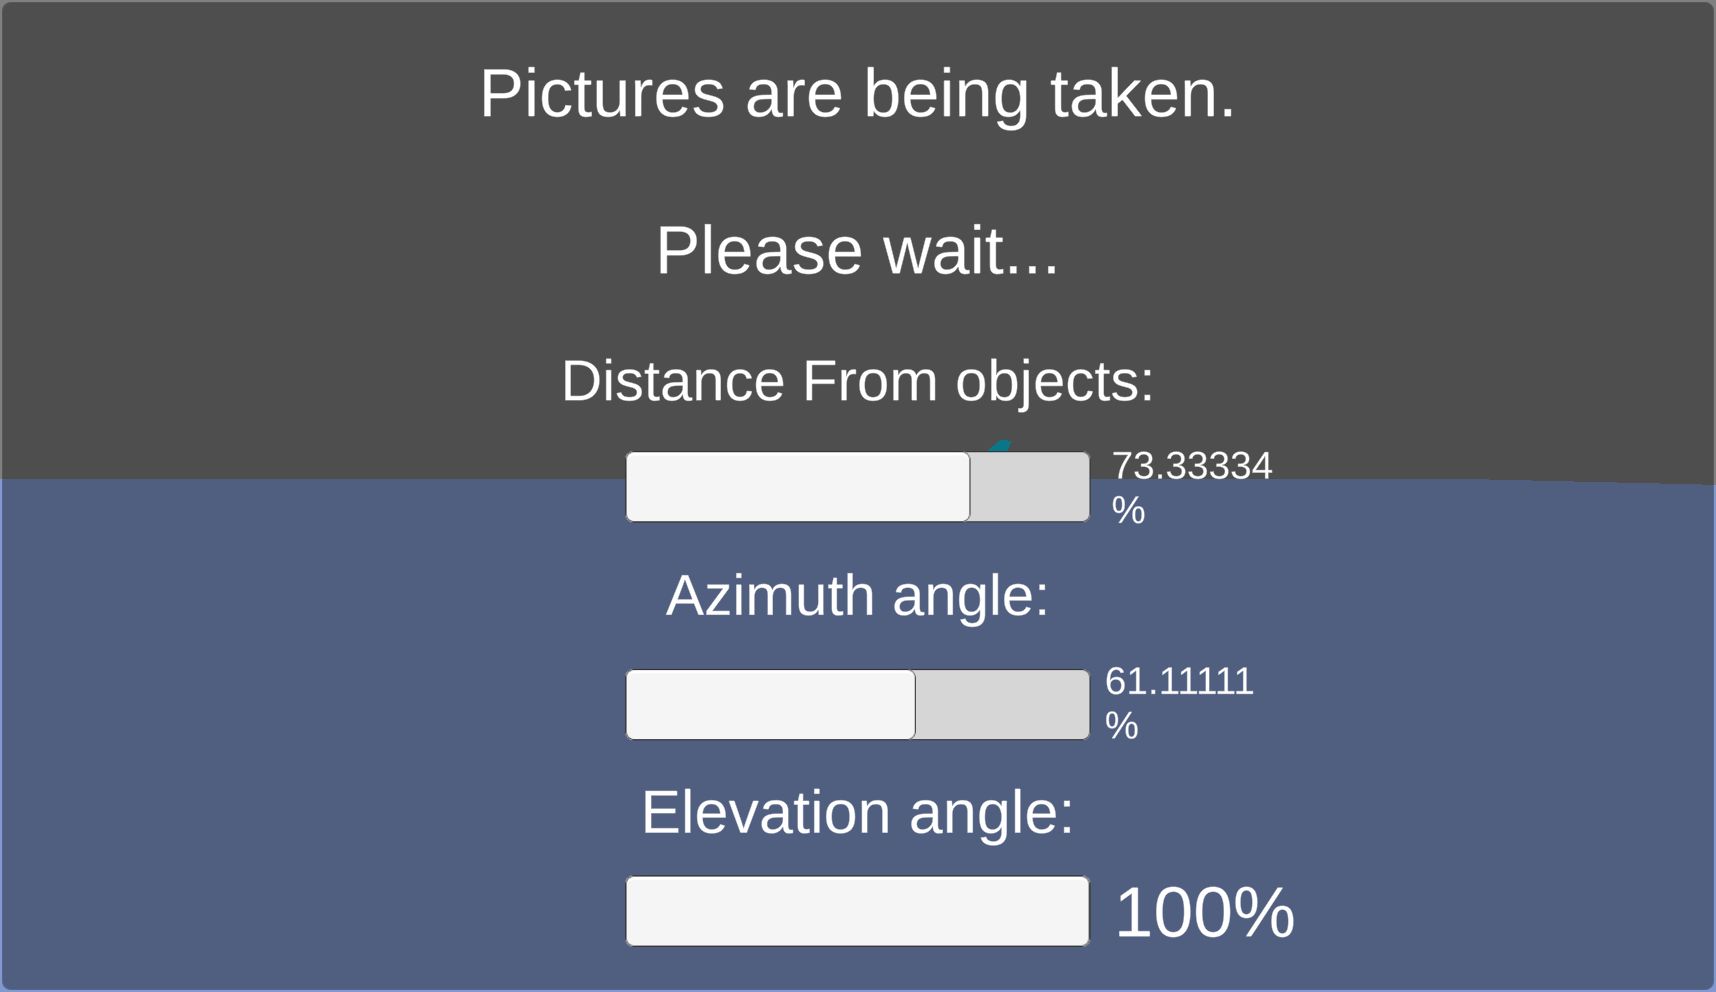 Pictures are being taken.
Please wait...
Distance From objects:
73.33334
%
Azimuth angle:
61.11111
%
Elevation angle:
100%